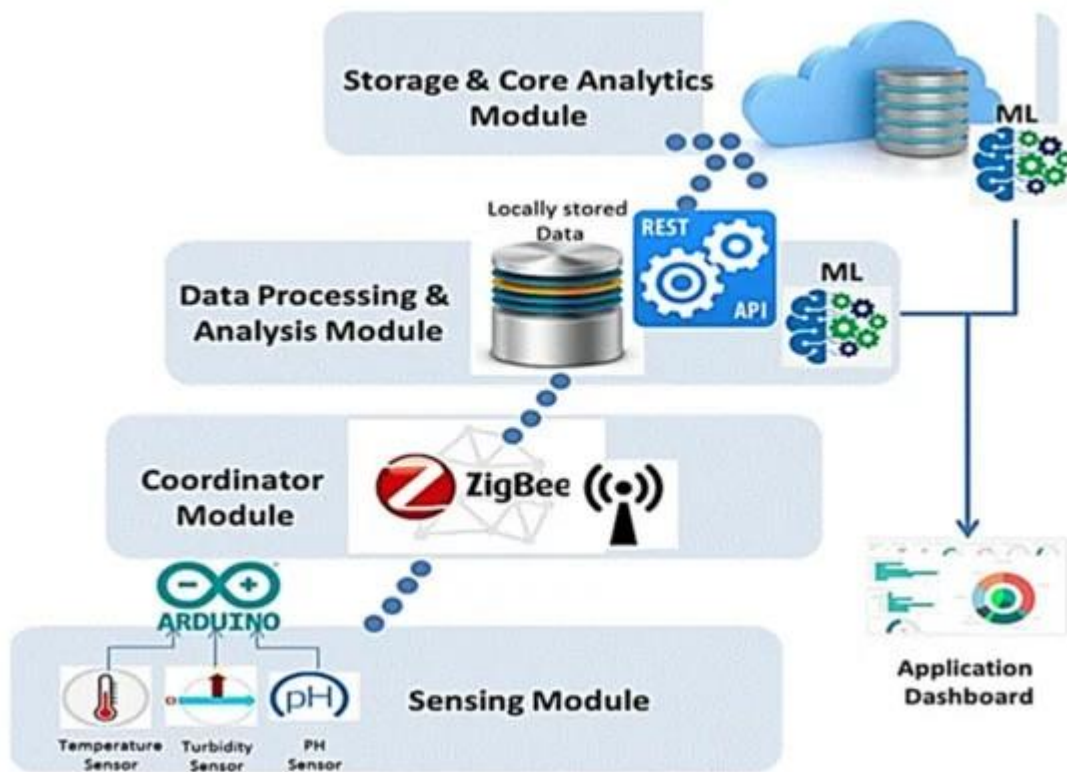 Storage & Core Analytics
Module
ML
Locally stored
Data
REST
API
Data Processing &
Analysis Module
ML
Coordinator
Module
ZigBee
ARDUINO
Sensing Module
pH
Temperature
Sensor
Turbidity
Sensor
PH
Sensor
Application
Dashboard